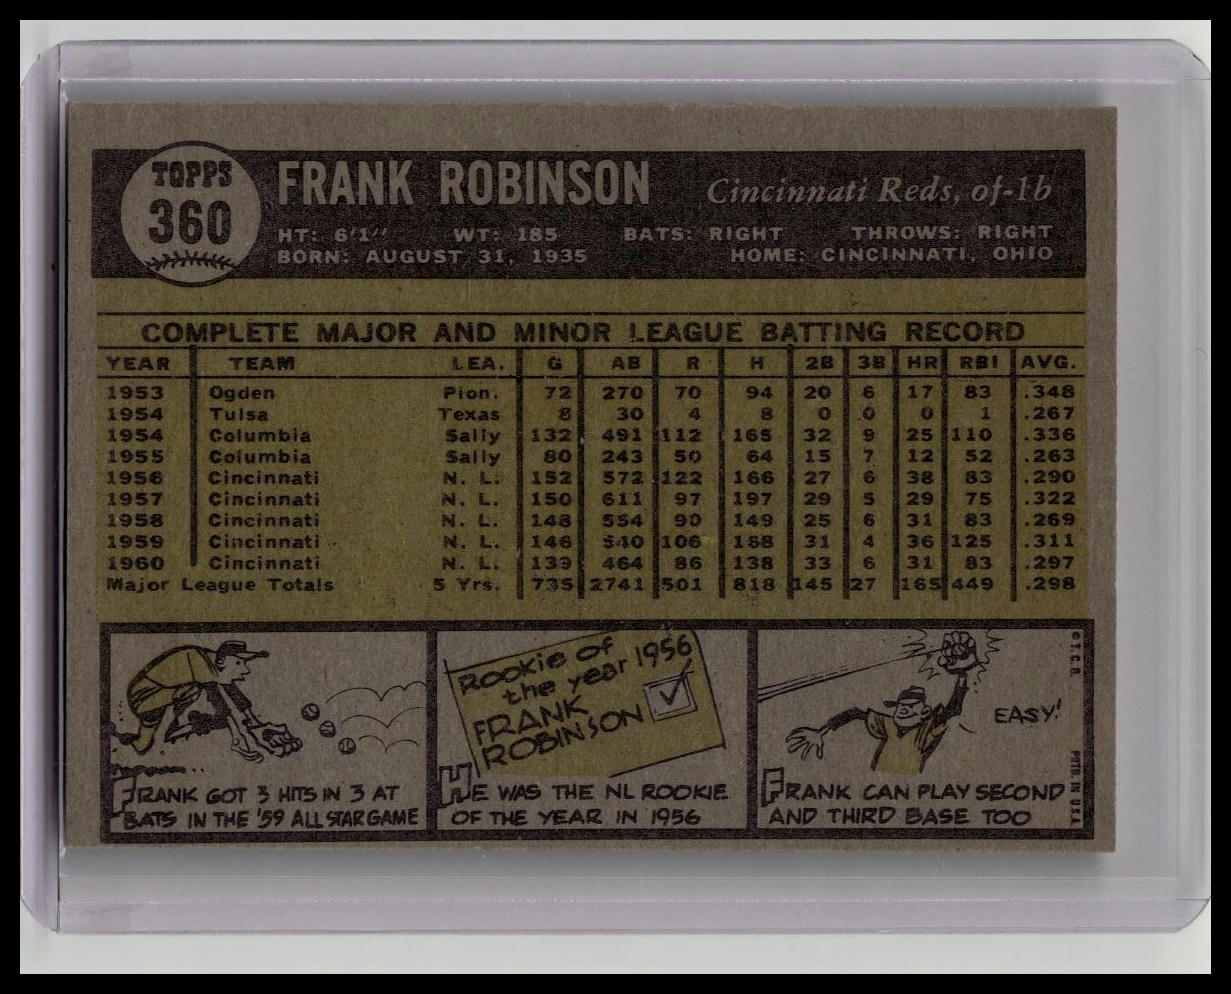 TOPPS
360
FRANK ROBINSON Cincinnati Reds, of-1b
HT: 6'1" WT: 185 BATS: RIGHT THROWS: RIGHT
BORN: AUGUST 31, 1935 HOME: CINCINNATI, OHIO
COMPLETE MAJOR AND MINOR LEAGUE BATTING RECORD
YEAR TEAM LEA. G AB R H 2B 3B HR RBI AVG.
1953 Ogden Pion. 72 270 70 94 20 6 17 83 .348
1954 Tulsa Texas 8 30 4 8 0 0 0 1 .267
1954 Columbia Sally 132 491 112 165 32 9 25 110 .336
1955 Columbia Sally 80 243 50 64 15 7 12 52 .263
1956 Cincinnati N. L. 152 572 122 166 27 6 38 83 .290
1957 Cincinnati N. L. 150 611 97 197 29 5 29 75 .322
1958 Cincinnati N. L. 148 554 90 149 25 6 31 83 .269
1959 Cincinnati N. L. 146 540 106 168 31 4 36 125 .311
1960 Cincinnati N. L. 139 464 86 138 33 6 31 83 .297
Major League Totals 5 Yrs. 735 2741 501 818 145 27 165 449 .298
FRANK GOT 3 HITS IN 3 AT
BATS IN THE '59 ALL STAR GAME
ROOKIE OF
the year 1956
FRANK
ROBINSON
HE WAS THE NL ROOKIE
OF THE YEAR IN 1956
EASY!
FRANK CAN PLAY SECOND
AND THIRD BASE TOO
© T.C.G.
PRTD. IN U.S.A.